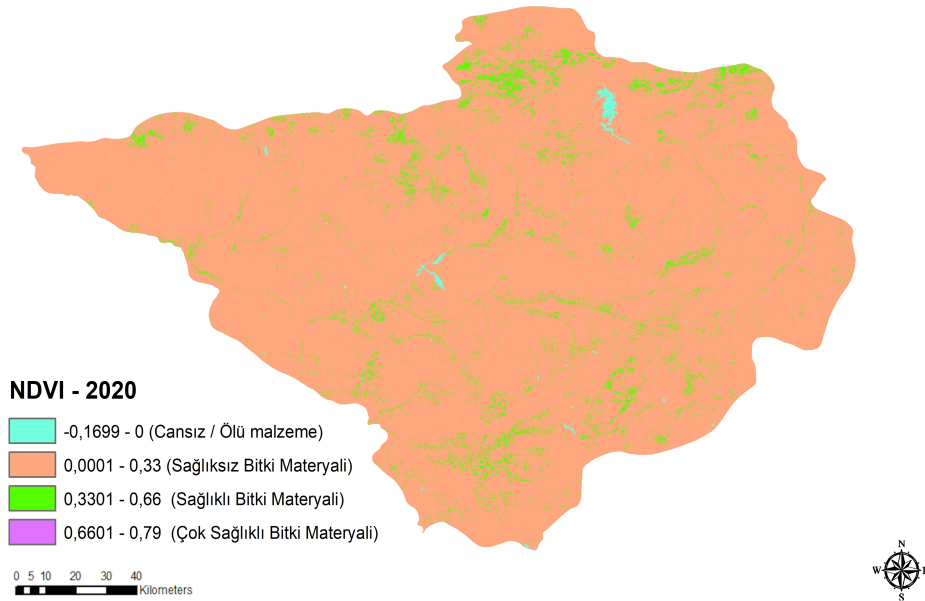 NDVI - 2020
-0,1699 - 0 (Cansız / Ölü malzeme)
0,0001 - 0,33 (Sağlıksız Bitki Materyali)
0,3301 - 0,66 (Sağlıklı Bitki Materyali)
0,6601 - 0,79 (Çok Sağlıklı Bitki Materyali)
0 5 10 20 30 40
Kilometers
N
W E
S